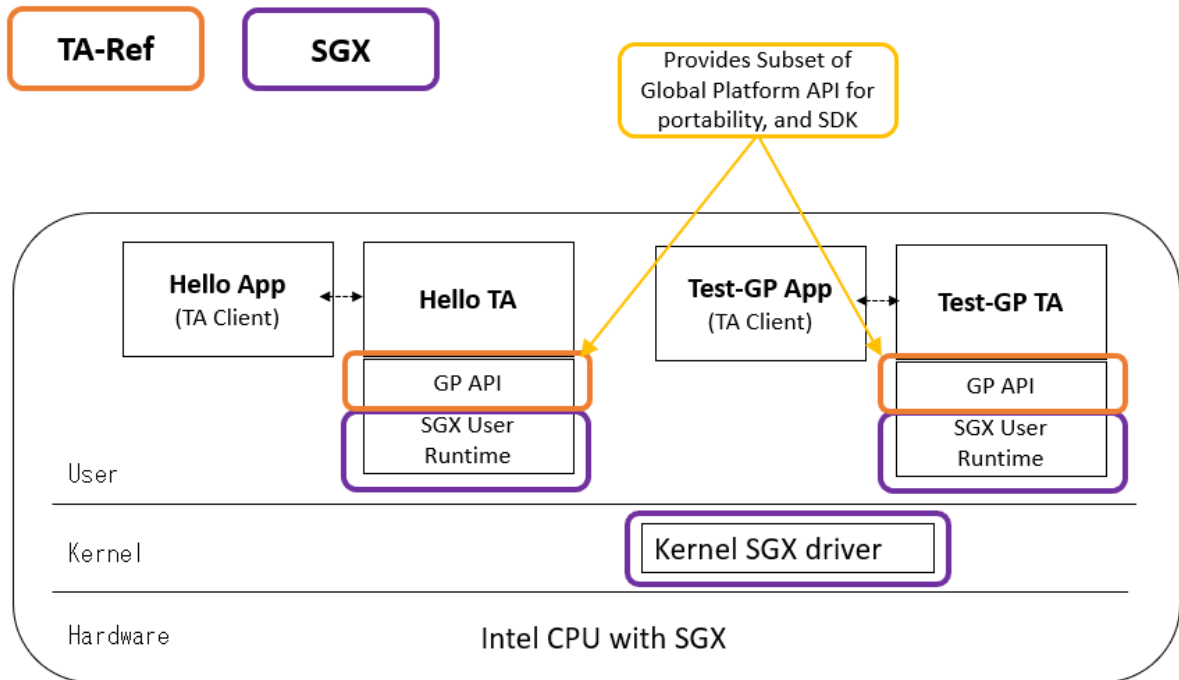 TA-Ref
SGX
Provides Subset of
Global Platform API for
portability, and SDK
Hello App
(TA Client)
Hello TA
Test-GP App
(TA Client)
Test-GP TA
GP API
GP API
SGX User
Runtime
SGX User
Runtime
User
Kernel
Kernel SGX driver
Hardware
Intel CPU with SGX